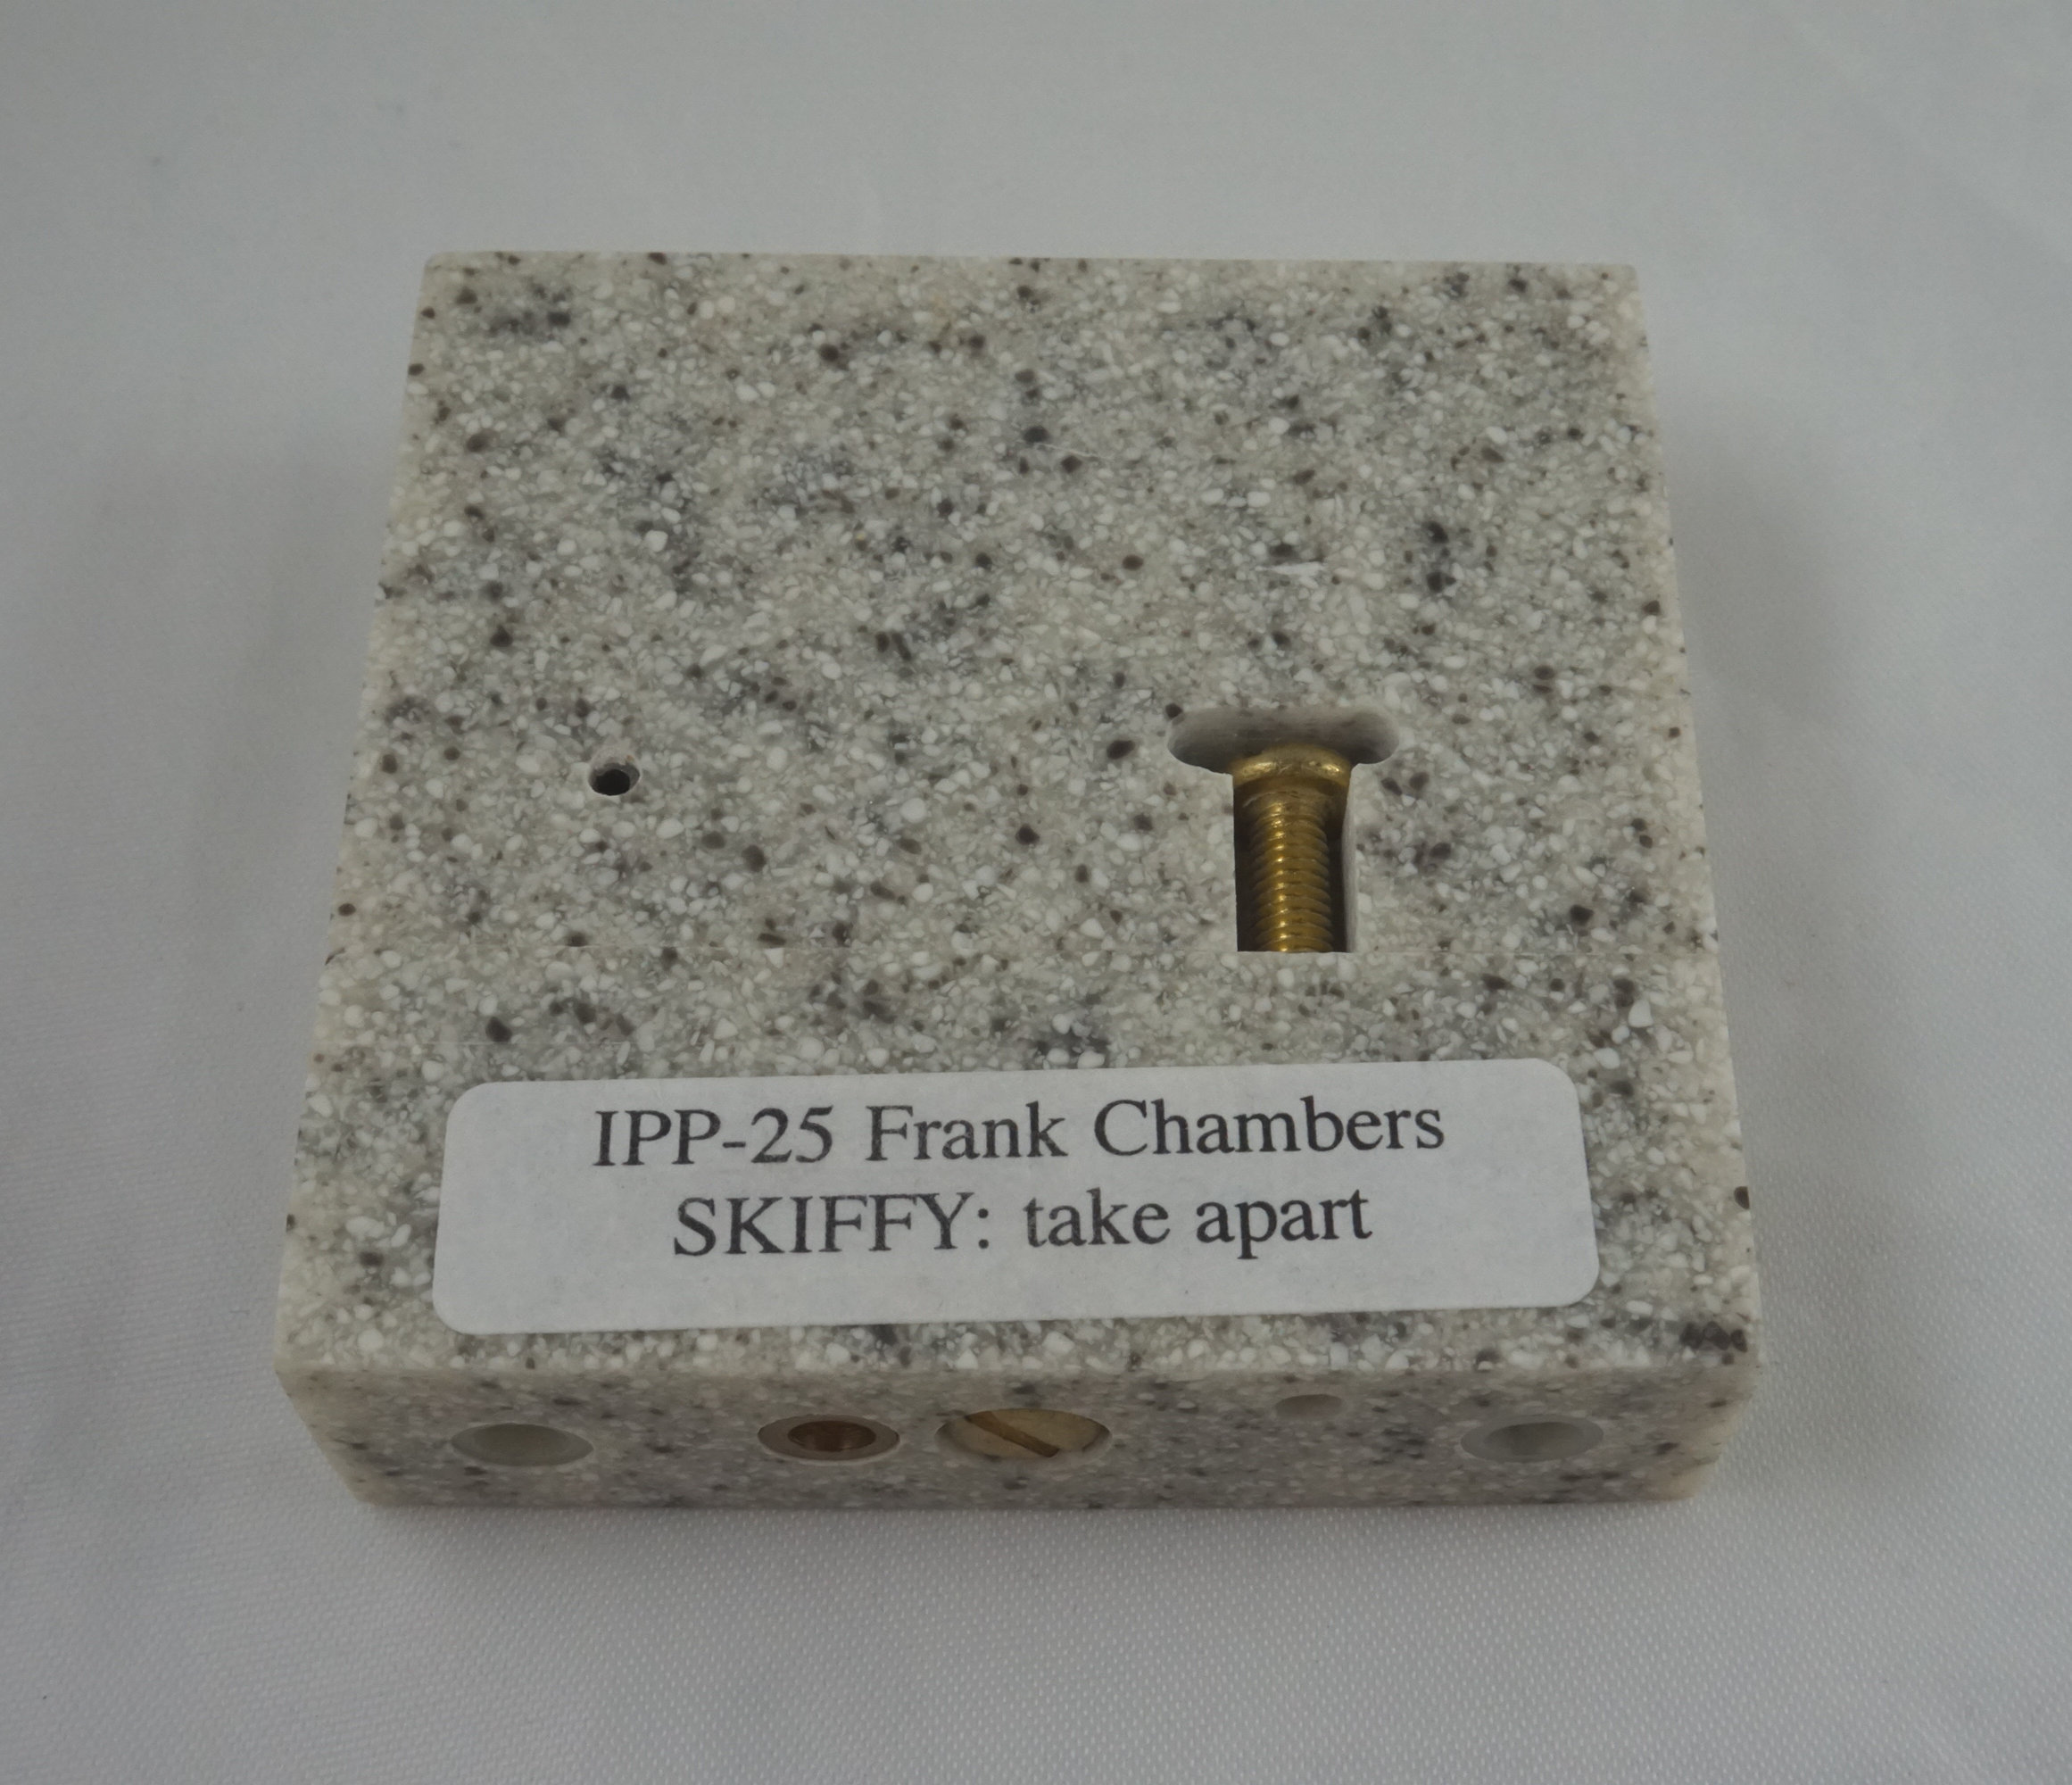 IPP-25 Frank Chambers
SKIFFY: take apart